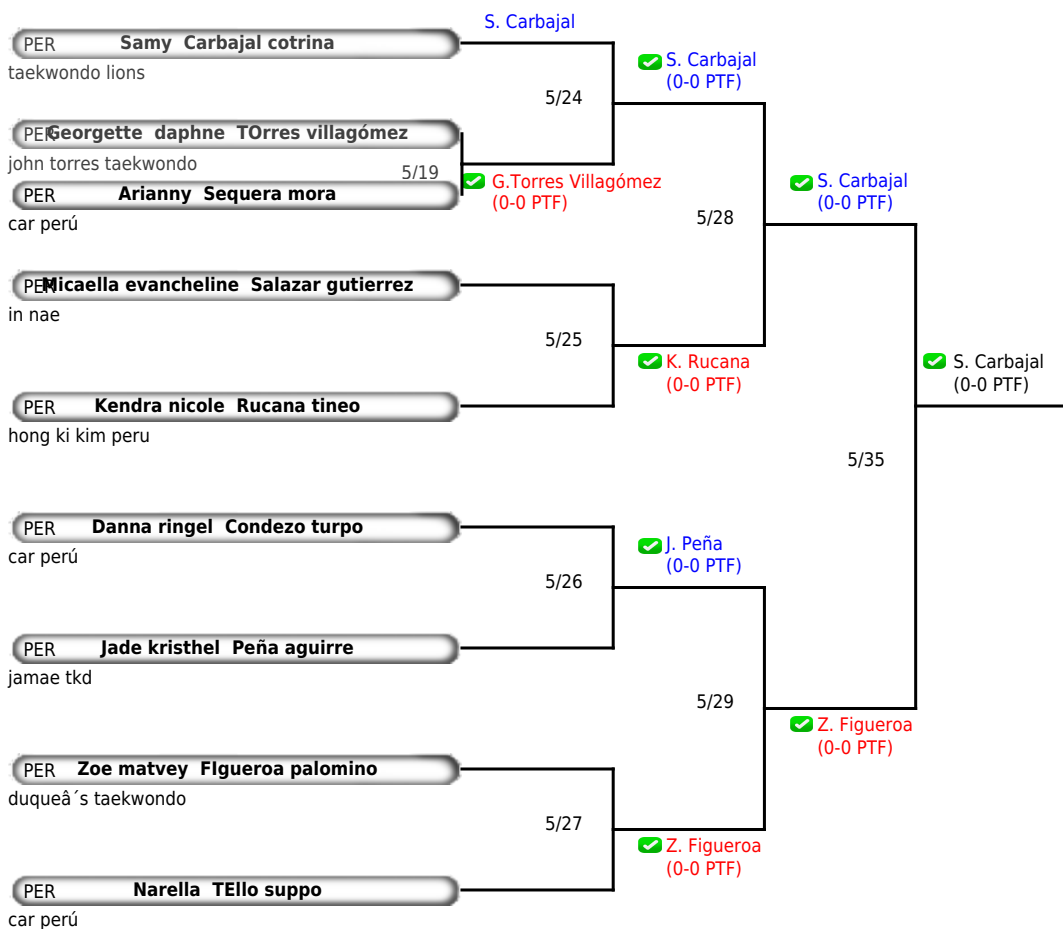 S. Carbajal
PER Samy Carbajal cotrina
taekwondo lions
S. Carbajal
(0-0 PTF)
5/24
PER Georgette daphne TOrres villagómez
john torres taekwondo
5/19
G.Torres Villagómez
(0-0 PTF)
PER Arianny Sequera mora
car perú
S. Carbajal
(0-0 PTF)
5/28
PER Micaella evancheline Salazar gutierrez
in nae
5/25
K. Rucana
(0-0 PTF)
S. Carbajal
(0-0 PTF)
PER Kendra nicole Rucana tineo
hong ki kim peru
5/35
PER Danna ringel Condezo turpo
car perú
J. Peña
(0-0 PTF)
5/26
PER Jade kristhel Peña aguirre
jamae tkd
5/29
Z. Figueroa
(0-0 PTF)
PER Zoe matvey FIgueroa palomino
duqueâ´s taekwondo
5/27
Z. Figueroa
(0-0 PTF)
PER Narella TEllo suppo
car perú